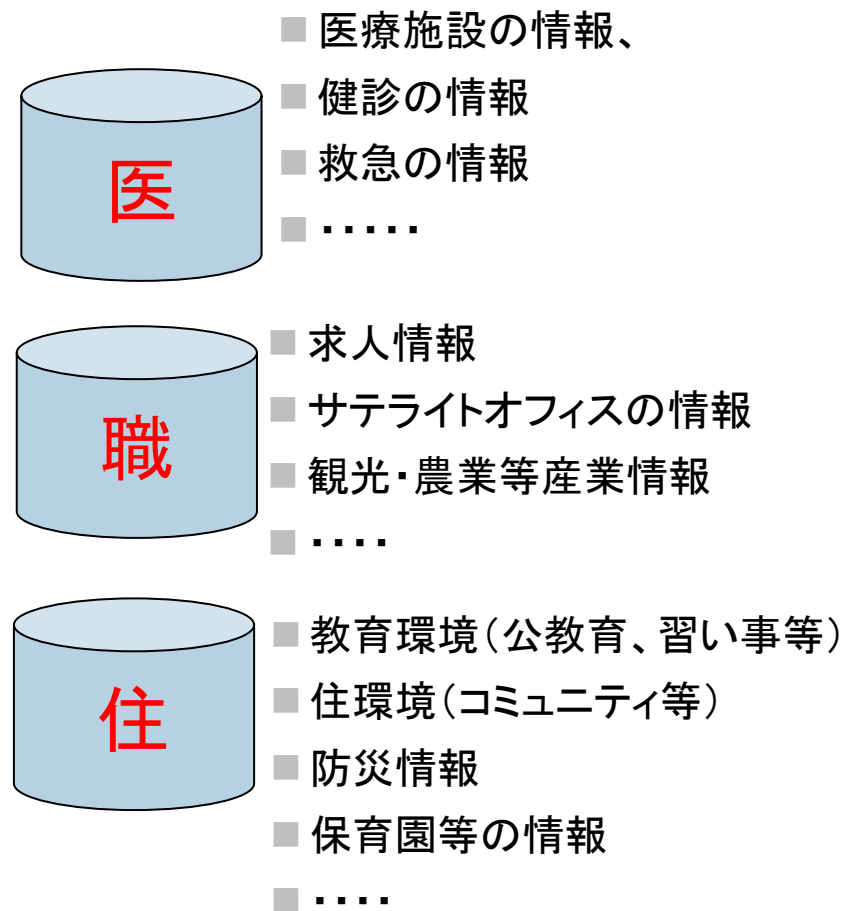 ■ 医療施設の情報、
■ 健診の情報
■ 救急の情報
■ ・・・・・
医
■ 求人情報
■ サテライトオフィスの情報
■ 観光・農業等産業情報
■ ・・・・
職
■ 教育環境（公教育、習い事等）
■ 住環境（コミュニティ等）
■ 防災情報
■ 保育園等の情報
■ ・・・・
住